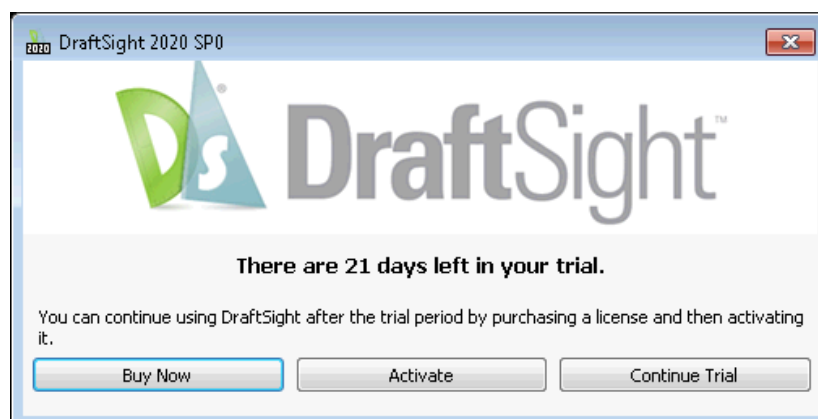 2020 DraftSight 2020 SP0
DS DraftSight™
There are 21 days left in your trial.
You can continue using DraftSight after the trial period by purchasing a license and then activating
it.
Buy Now Activate Continue Trial